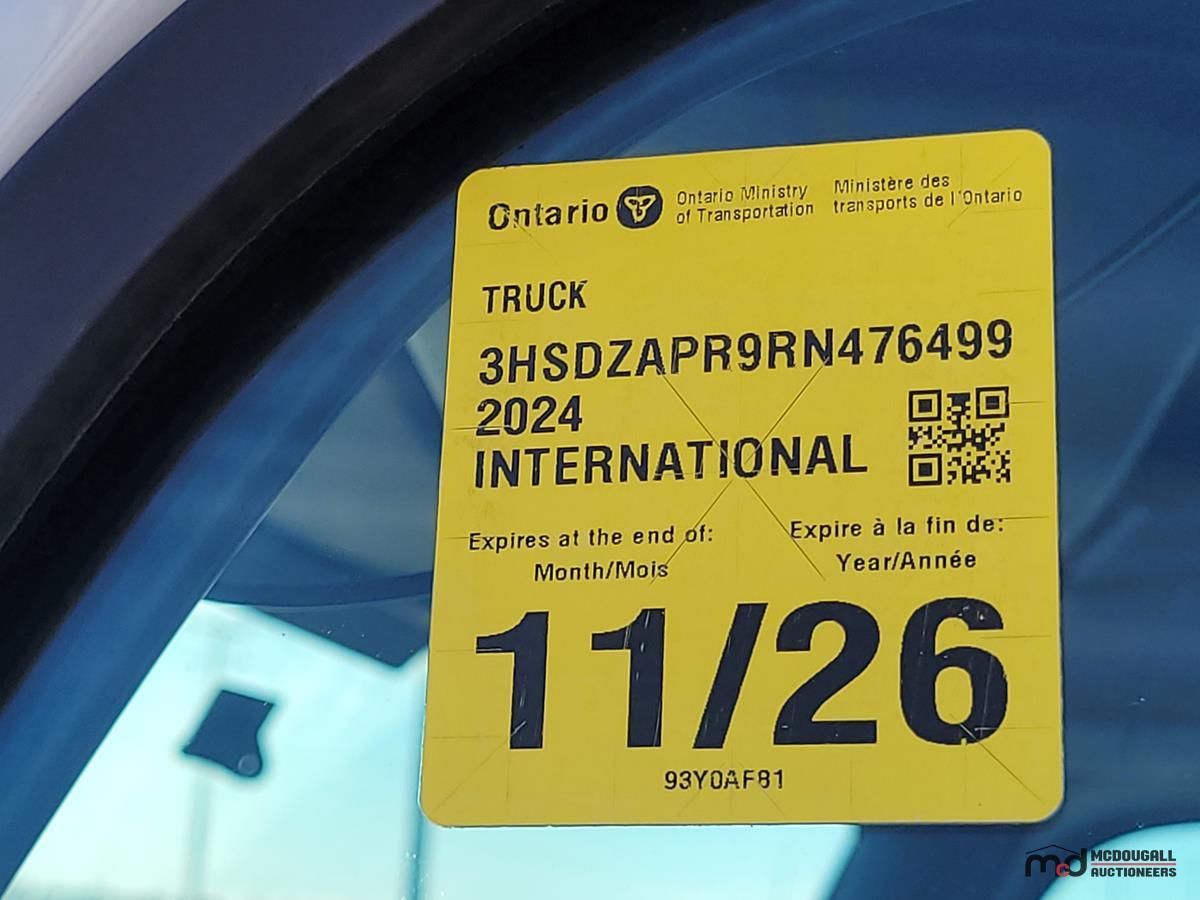 Ontario
Ontario Ministry
of Transportation
Ministère des
transports de l'Ontario
TRUCK
3HSDZAPR9RN476499
2024
INTERNATIONAL
Expires at the end of:
Month/Mois
Expire à la fin de:
Year/Année
11/26
93Y0AF81
mcd
MCDOUGALL
AUCTIONEERS